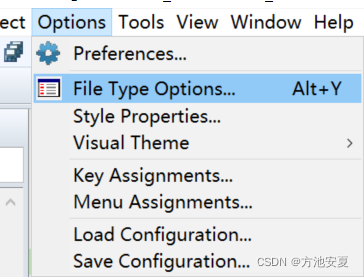 ect Options Tools View Window Help
Preferences...
File Type Options... Alt+Y
Style Properties...
Visual Theme
Key Assignments...
Menu Assignments...
Load Configuration...
Save Configuration...
CSDN @方池安夏